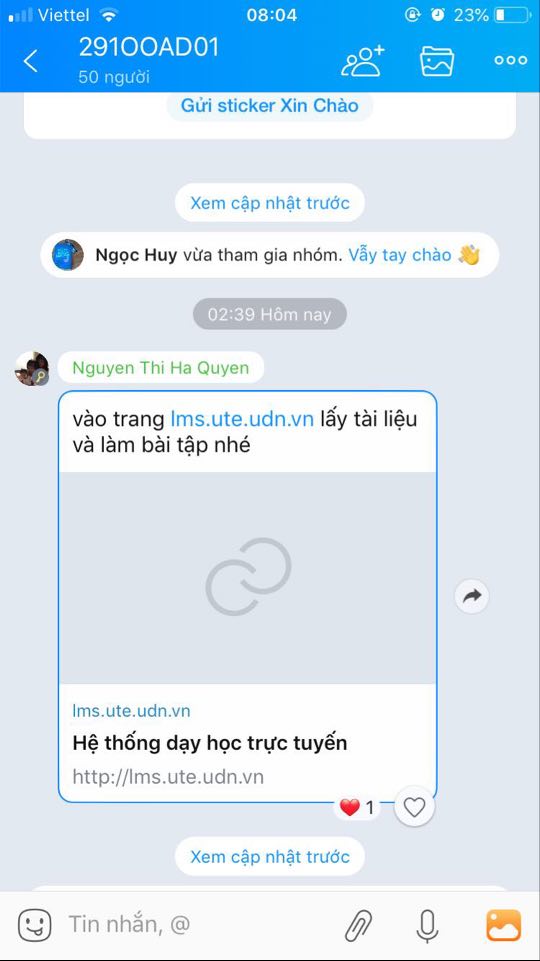 Viettel 08:04 23%
291OOAD01
50 người
Gửi sticker Xin Chào
Xem cập nhật trước
Ngọc Huy vừa tham gia nhóm. Vẫy tay chào 👋
02:39 Hôm nay
Nguyen Thi Ha Quyen
vào trang lms.ute.udn.vn lấy tài liệu
và làm bài tập nhé
lms.ute.udn.vn
Hệ thống dạy học trực tuyến
http://lms.ute.udn.vn
❤️ 1
Xem cập nhật trước
Tin nhắn, @